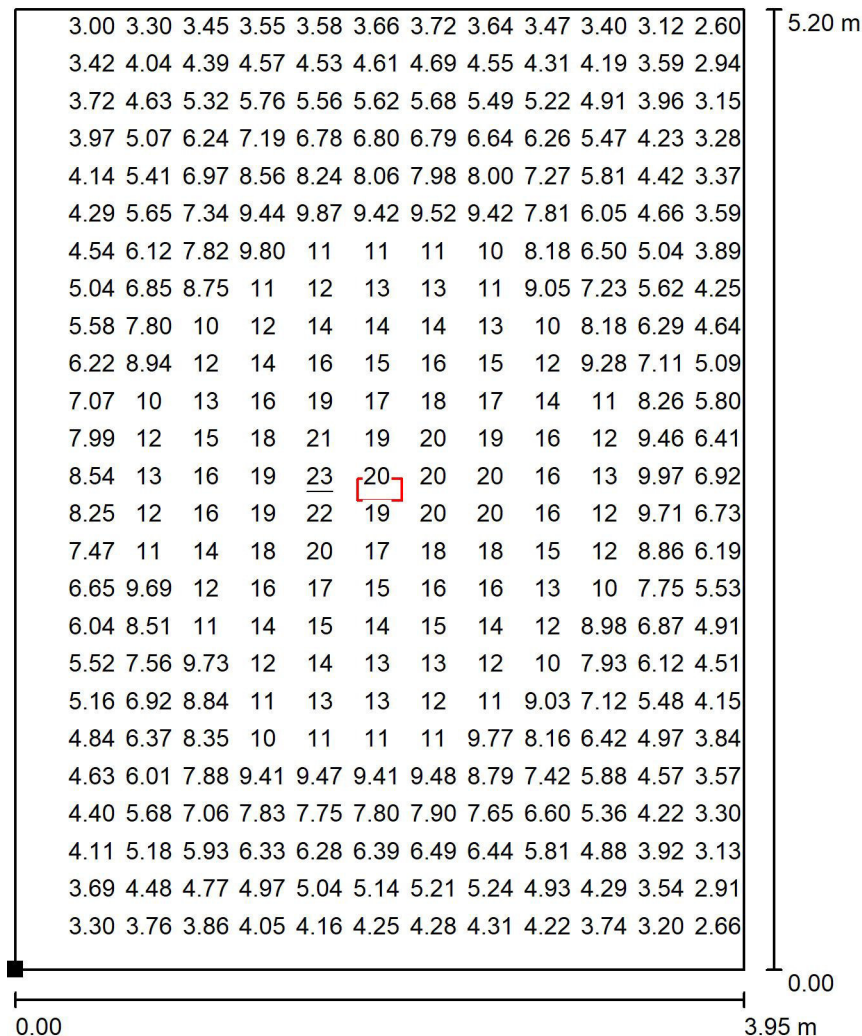 3.00 3.30 3.45 3.55 3.58 3.66 3.72 3.64 3.47 3.40 3.12 2.60 5.20 m
3.42 4.04 4.39 4.57 4.53 4.61 4.69 4.55 4.31 4.19 3.59 2.94
3.72 4.63 5.32 5.76 5.56 5.62 5.68 5.49 5.22 4.91 3.96 3.15
3.97 5.07 6.24 7.19 6.78 6.80 6.79 6.64 6.26 5.47 4.23 3.28
4.14 5.41 6.97 8.56 8.24 8.06 7.98 8.00 7.27 5.81 4.42 3.37
4.29 5.65 7.34 9.44 9.87 9.42 9.52 9.42 7.81 6.05 4.66 3.59
4.54 6.12 7.82 9.80 11 11 11 10 8.18 6.50 5.04 3.89
5.04 6.85 8.75 11 12 13 13 11 9.05 7.23 5.62 4.25
5.58 7.80 10 12 14 14 14 13 10 8.18 6.29 4.64
6.22 8.94 12 14 16 15 16 15 12 9.28 7.11 5.09
7.07 10 13 16 19 17 18 17 14 11 8.26 5.80
7.99 12 15 18 21 19 20 19 16 12 9.46 6.41
8.54 13 16 19 23 20 20 20 16 13 9.97 6.92
8.25 12 16 19 22 19 20 20 16 12 9.71 6.73
7.47 11 14 18 20 17 18 18 15 12 8.86 6.19
6.65 9.69 12 16 17 15 16 16 13 10 7.75 5.53
6.04 8.51 11 14 15 14 15 14 12 8.98 6.87 4.91
5.52 7.56 9.73 12 14 13 13 12 10 7.93 6.12 4.51
5.16 6.92 8.84 11 13 13 12 11 9.03 7.12 5.48 4.15
4.84 6.37 8.35 10 11 11 11 9.77 8.16 6.42 4.97 3.84
4.63 6.01 7.88 9.41 9.47 9.41 9.48 8.79 7.42 5.88 4.57 3.57
4.40 5.68 7.06 7.83 7.75 7.80 7.90 7.65 6.60 5.36 4.22 3.30
4.11 5.18 5.93 6.33 6.28 6.39 6.49 6.44 5.81 4.88 3.92 3.13
3.69 4.48 4.77 4.97 5.04 5.14 5.21 5.24 4.93 4.29 3.54 2.91
3.30 3.76 3.86 4.05 4.16 4.25 4.28 4.31 4.22 3.74 3.20 2.66
0.00
0.00 3.95 m